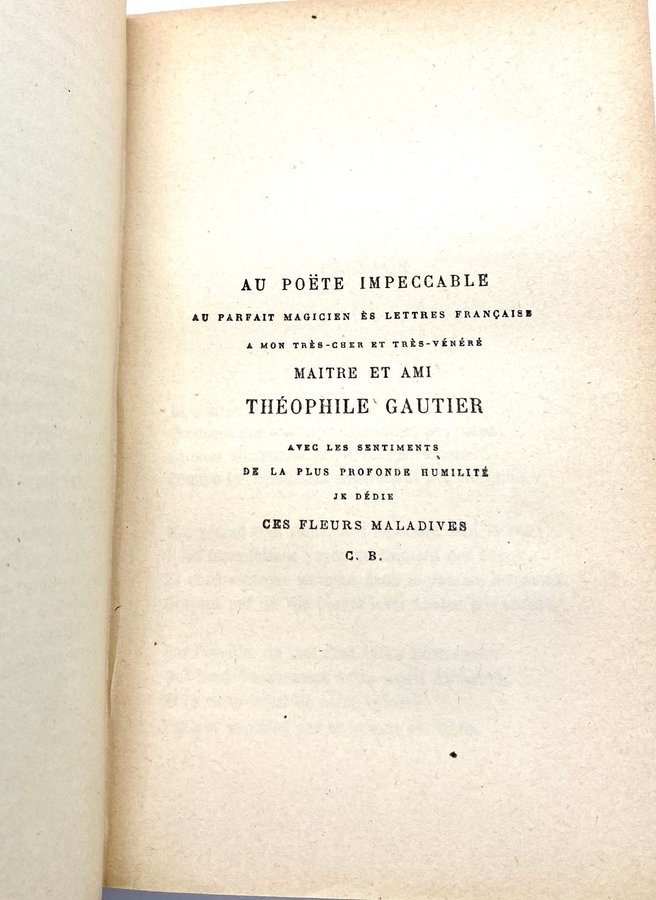 AU POËTE IMPECCABLE
AU PARFAIT MAGICIEN ÈS LETTRES FRANÇAISE
A MON TRÈS-CHER ET TRÈS-VÉNÉRÉ
MAITRE ET AMI
THÉOPHILE GAUTIER
AVEC LES SENTIMENTS
DE LA PLUS PROFONDE HUMILITÉ
JE DÉDIE
CES FLEURS MALADIVES
C. B.